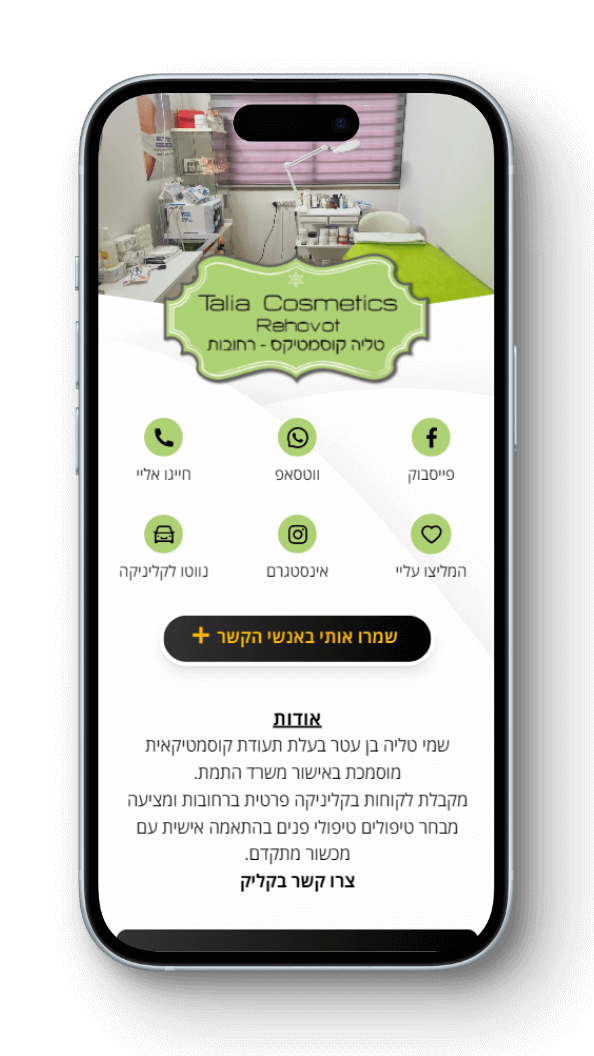 Talia Cosmetics
Rehovot
טליה קוסמטיקס - רחובות
פייסבוק
ווטסאפ
חייגו אליי
המליצו עליי
אינסטגרם
נווטו לקליניקה
שמרו אותי באנשי הקשר +
אודות
שמי טליה בן עטר בעלת תעודת קוסמטיקאית
מוסמכת באישור משרד התמת.
מקבלת לקוחות בקליניקה פרטית ברחובות ומציעה
מבחר טיפולים טיפולי פנים בהתאמה אישית עם
מכשור מתקדם.
צרו קשר בקליק